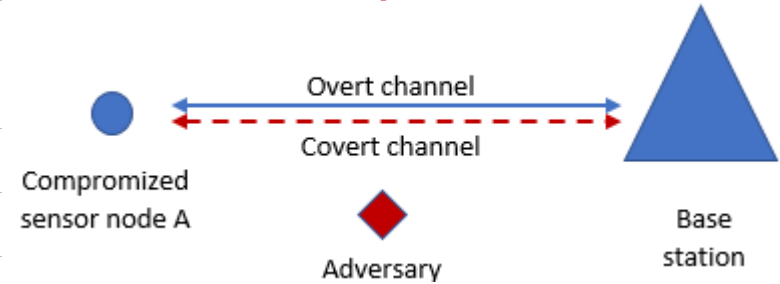 Overt channel
Covert channel
Compromized
sensor node A
Adversary
Base
station